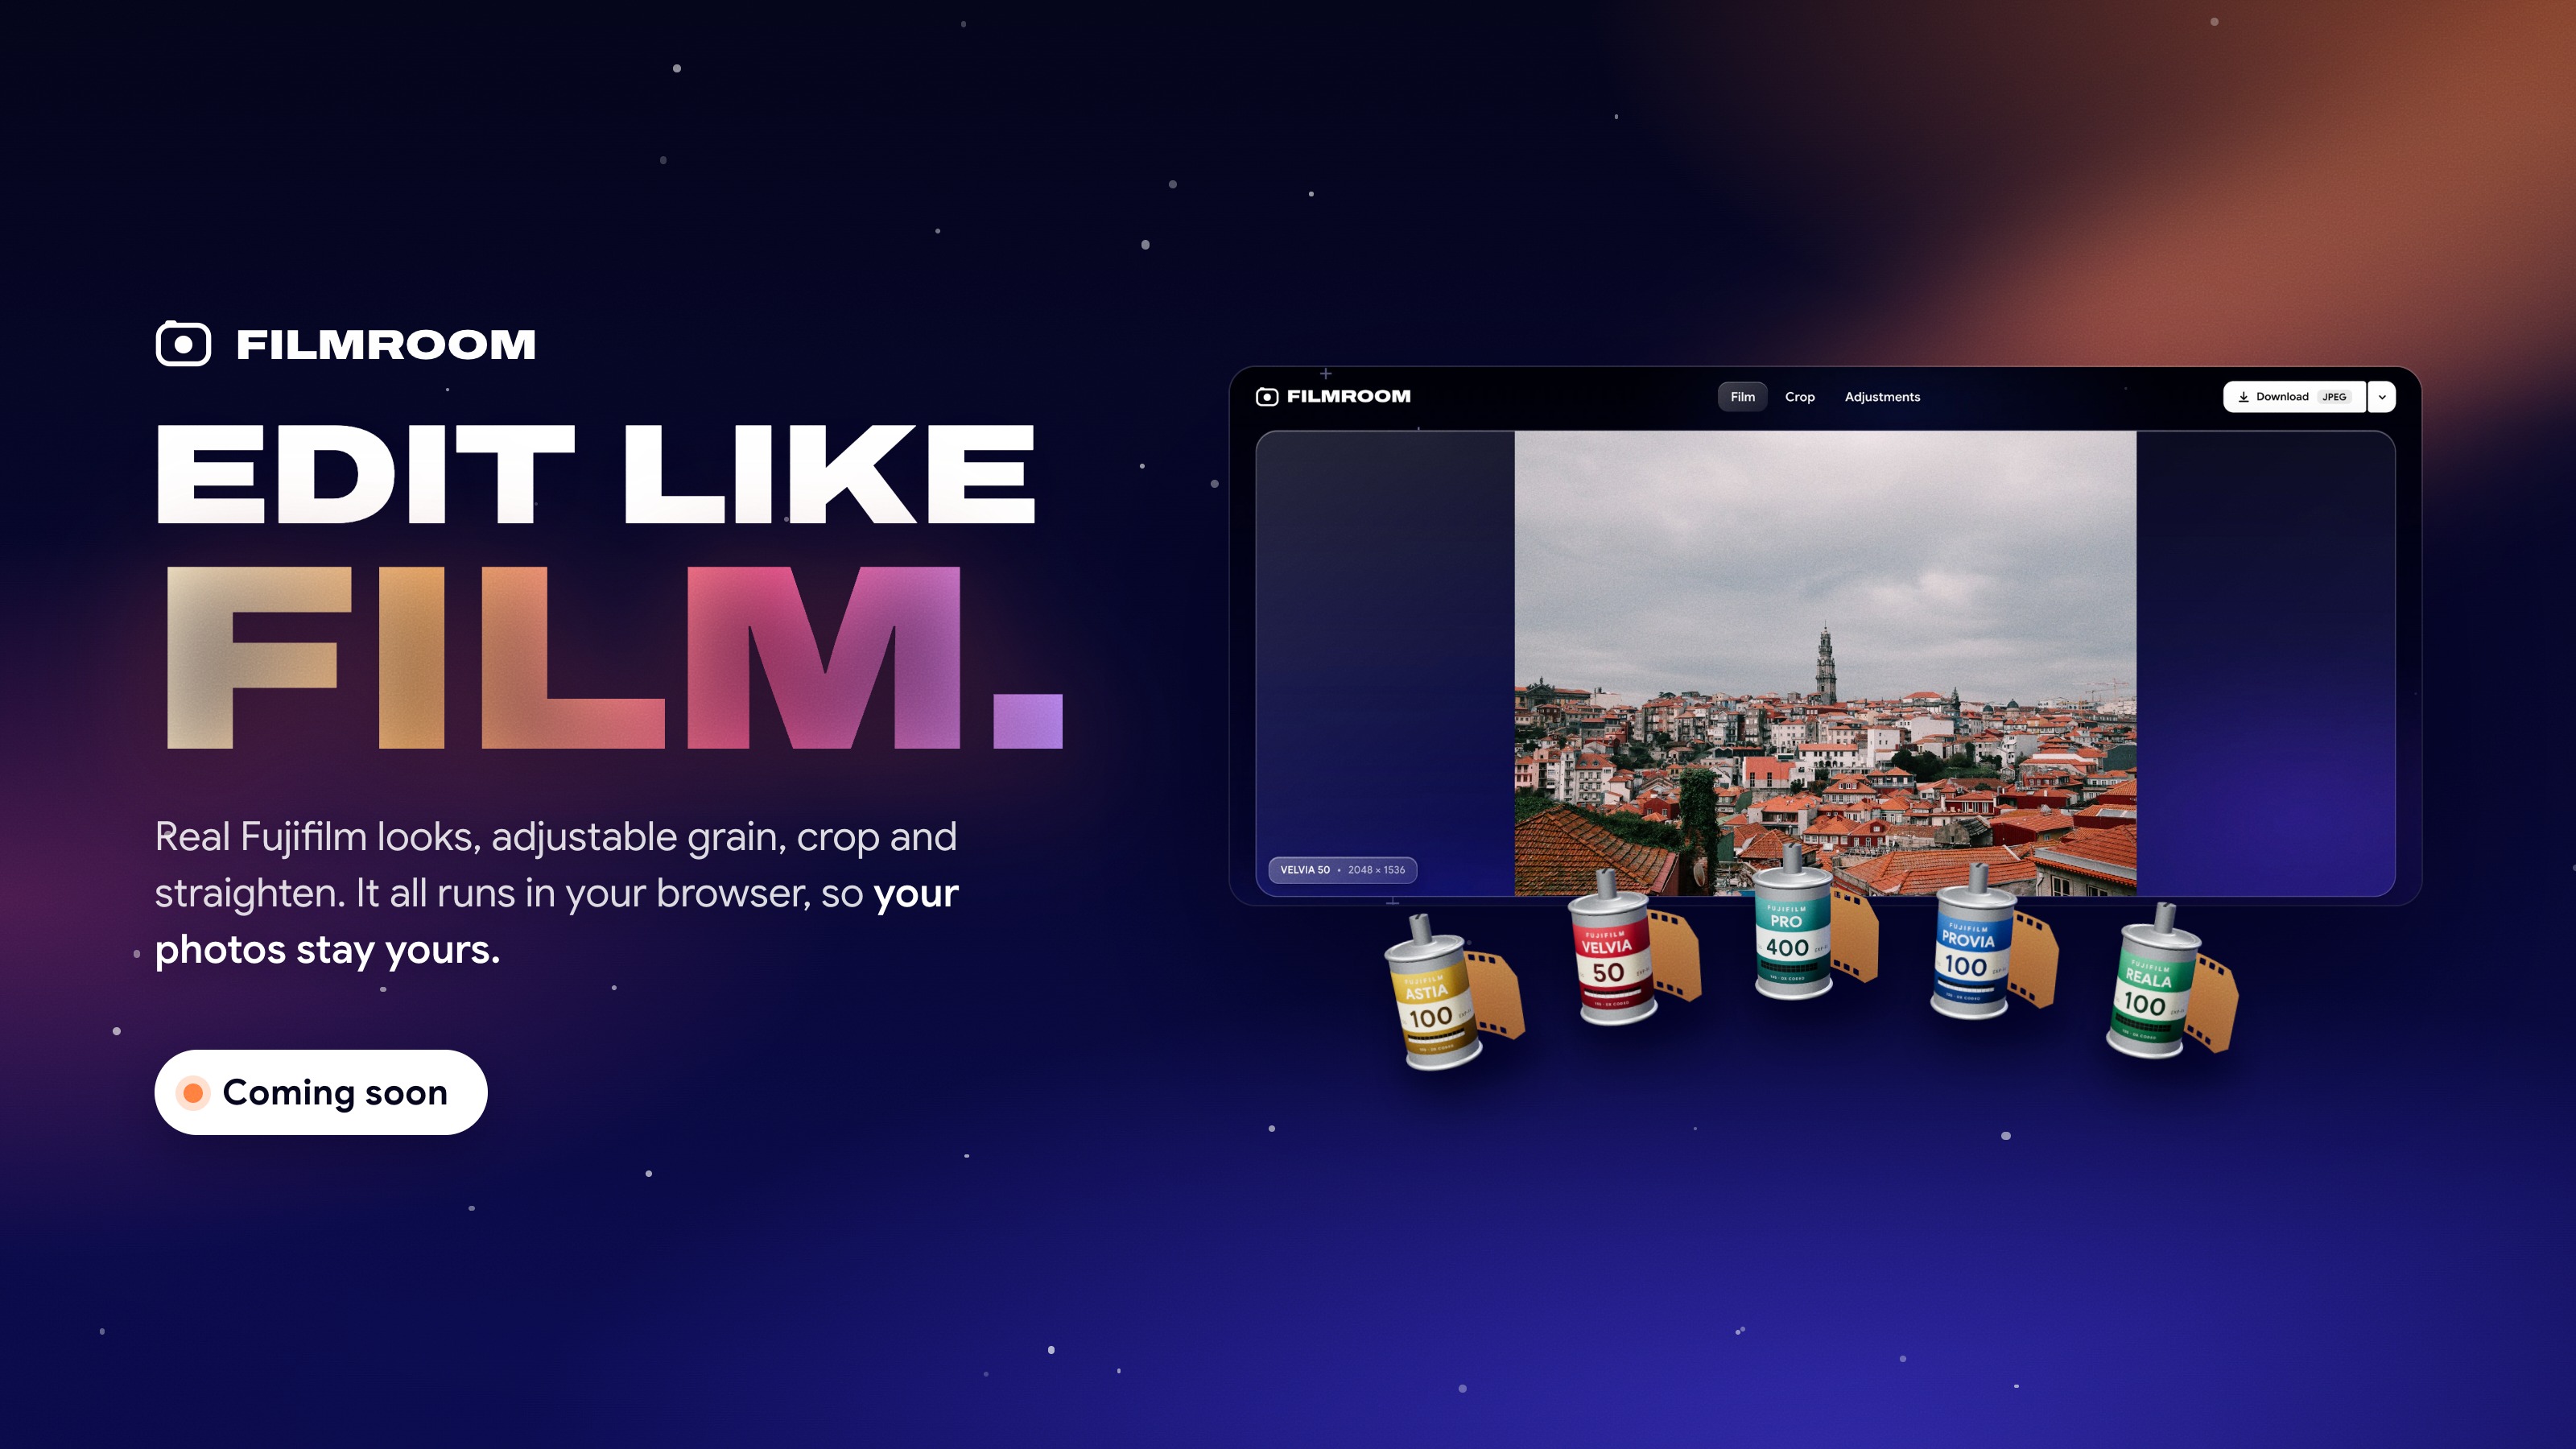 FILMROOM
EDIT LIKE
FILM.
Real Fujifilm looks, adjustable grain, crop and
straighten. It all runs in your browser, so your
photos stay yours.
Coming soon
FILMROOM
Film
Crop
Adjustments
Download JPEG
VELVIA 50 • 2048 × 1536
FUJIFILM
ASTIA
100
FUJIFILM
VELVIA
50
FUJIFILM
PRO
400
FUJIFILM
PROVIA
100
FUJIFILM
REALA
100